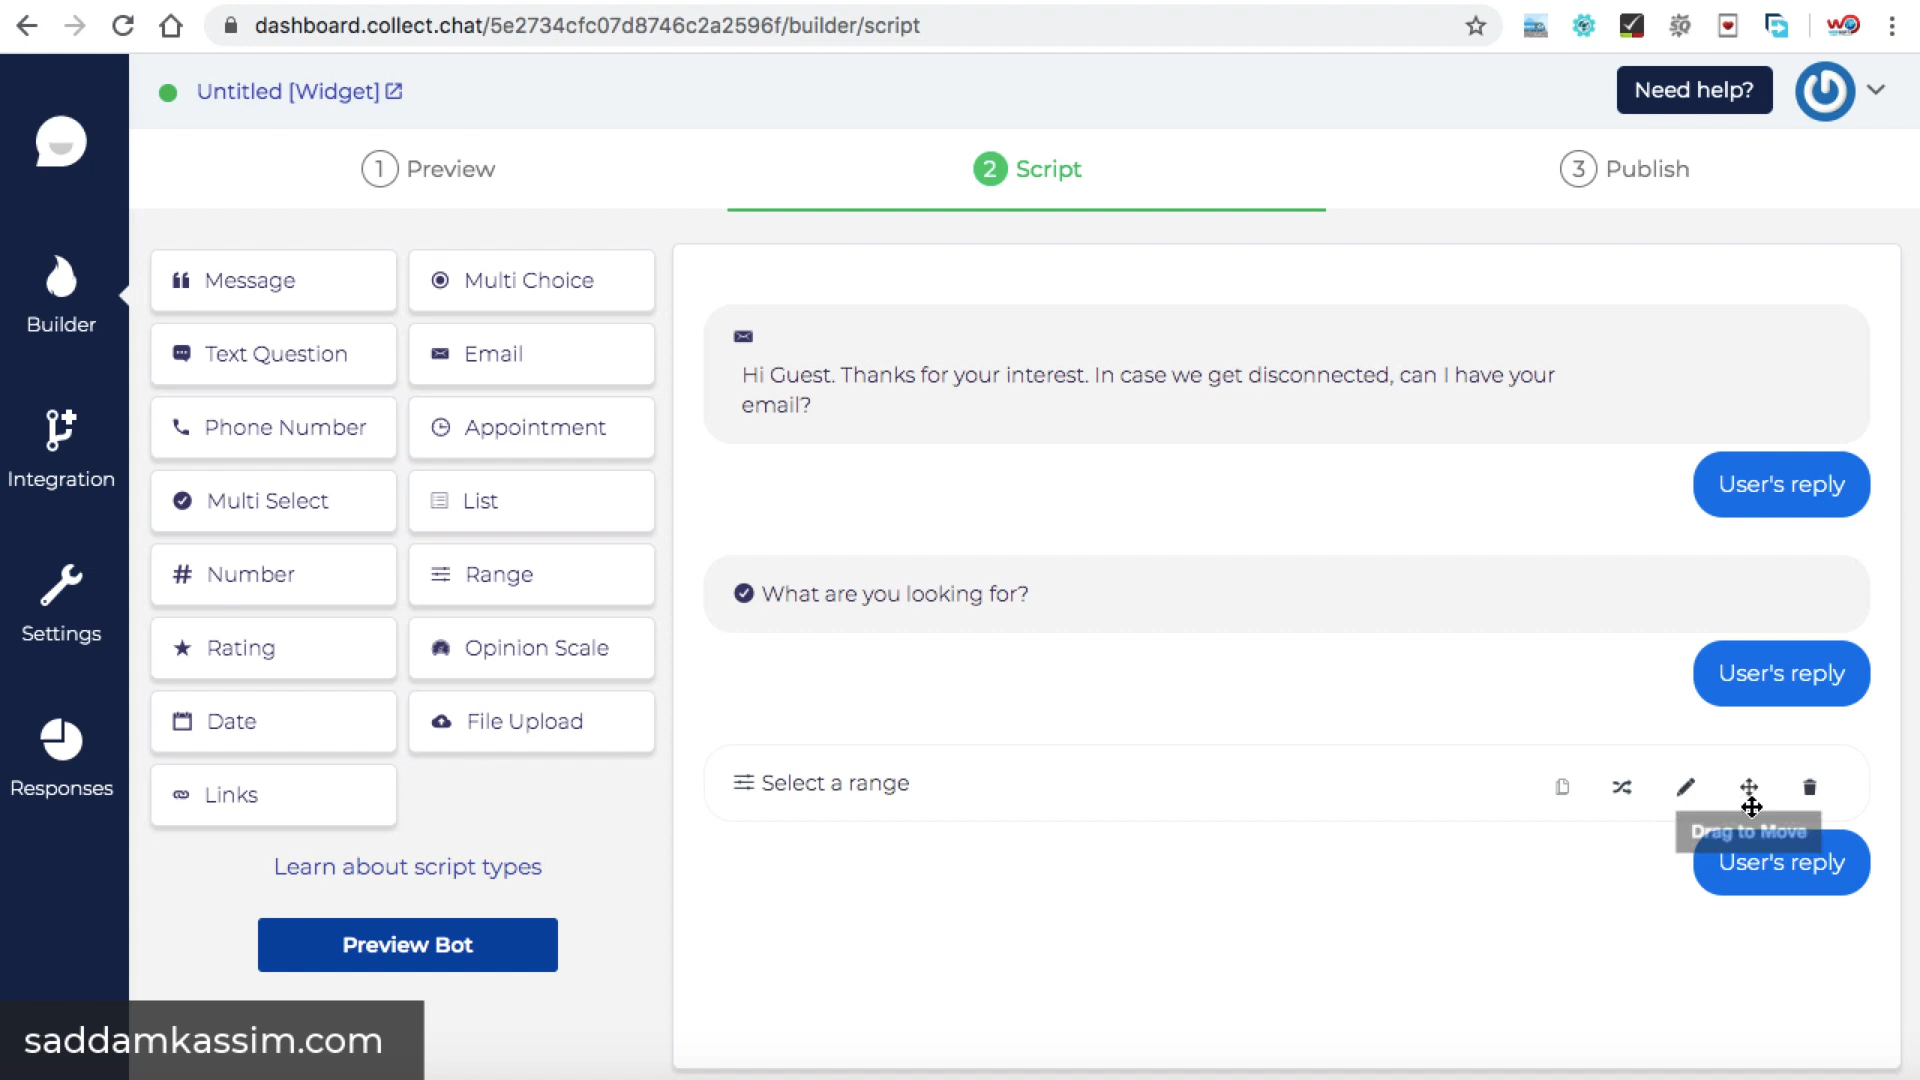 dashboard.collect.chat/5e2734cfc07d8746c2a2596f/builder/script
Untitled [Widget]
Need help?
1 Preview
2 Script
3 Publish
Builder
Integration
Settings
Responses
Message
Multi Choice
Text Question
Email
Phone Number
Appointment
Multi Select
List
Number
Range
Rating
Opinion Scale
Date
File Upload
Links
Learn about script types
Preview Bot
Hi Guest. Thanks for your interest. In case we get disconnected, can I have your
email?
User's reply
What are you looking for?
User's reply
Select a range
Drag to Move
User's reply
saddamkassim.com